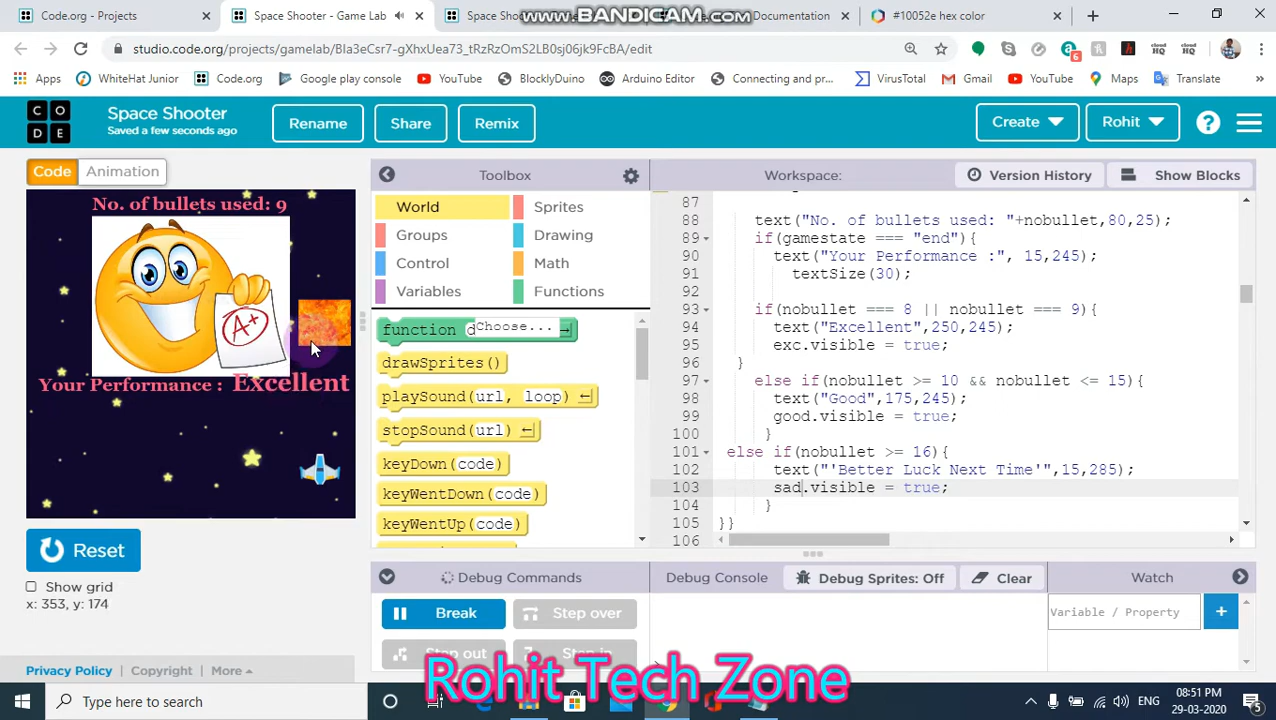 Code.org - Projects
Space Shooter - Game Lab
Space Shoo
www.BANDICAM.com
Documentation
#10052e hex color
studio.code.org/projects/gamelab/BIa3eCsr7-gXhxUea73_tRzRzOmS2LB0sj06jk9FcBA/edit
Apps
WhiteHat Junior
Code.org
Google play console
YouTube
BlocklyDuino
Arduino Editor
Connecting and pr...
VirusTotal
Gmail
YouTube
Maps
Translate
CODE
Space Shooter
Saved a few seconds ago
Rename
Share
Remix
Create
Rohit
Code
Animation
Toolbox
Workspace:
Version History
Show Blocks
No. of bullets used: 9
A+
Your Performance : Excellent
World
Sprites
Groups
Drawing
Control
Math
Variables
Functions
function d
Choose...
drawSprites()
playSound(url, loop)
stopSound(url)
keyDown(code)
keyWentDown(code)
keyWentUp(code)
87
88 text("No. of bullets used: "+nobullet,80,25);
89 if(gamestate === "end"){
90 text("Your Performance :", 15,245);
91 textSize(30);
92
93 if(nobullet === 8 || nobullet === 9){
94 text("Excellent",250,245);
95 exc.visible = true;
96 }
97 else if(nobullet >= 10 && nobullet <= 15){
98 text("Good",175,245);
99 good.visible = true;
100 }
101 else if(nobullet >= 16){
102 text("'Better Luck Next Time'",15,285);
103 sad.visible = true;
104 }
105 }}
106
Reset
Show grid
x: 353, y: 174
Debug Commands
Break
Step over
Step out
Step in
Debug Console
Debug Sprites: Off
Clear
Watch
Variable / Property
Privacy Policy
Copyright
More
Rohit Tech Zone
Type here to search
ENG
08:51 PM
29-03-2020
5